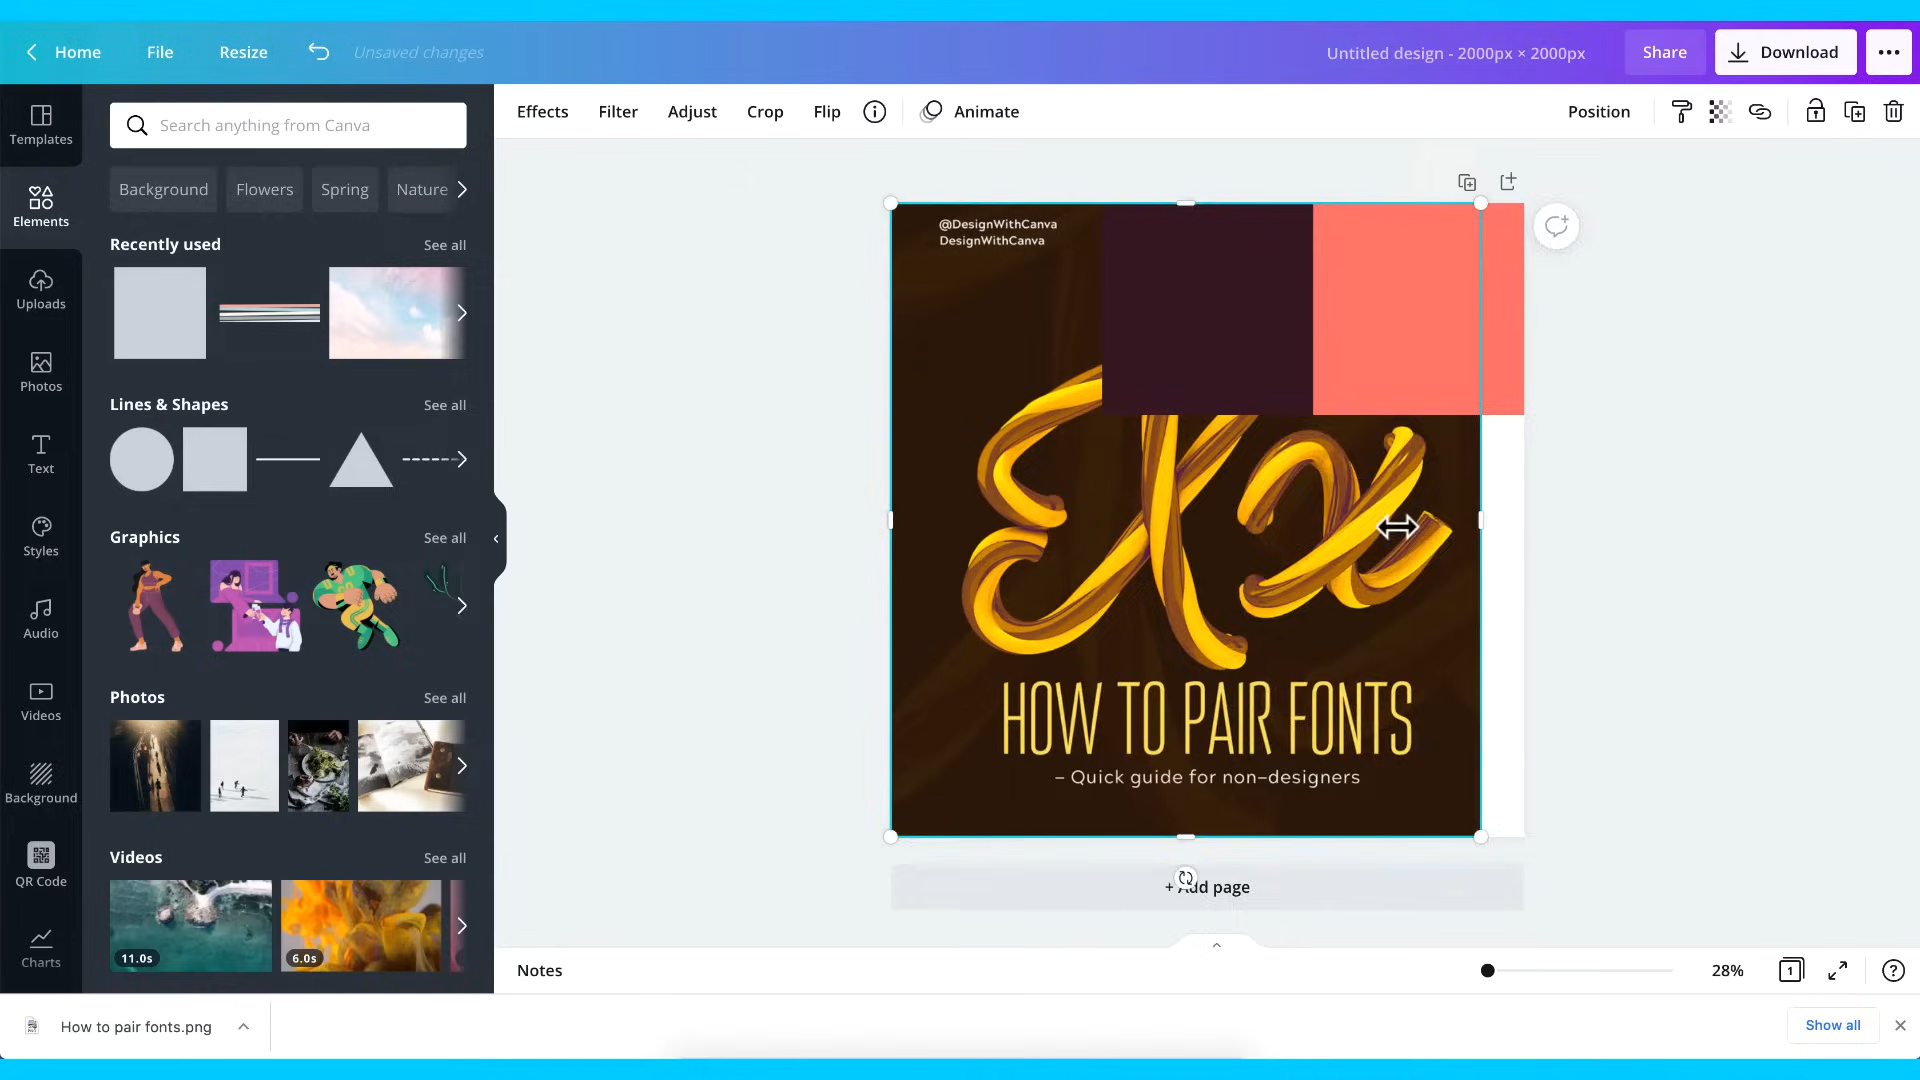 Home File Resize Unsaved changes Untitled design - 2000px × 2000px Share Download
Templates
Elements
Uploads
Photos
Text
Styles
Audio
Videos
Background
QR Code
Charts
Search anything from Canva
Background Flowers Spring Nature
Recently used See all
Lines & Shapes See all
Graphics See all
Photos See all
Videos See all
11.0s 6.0s
Effects Filter Adjust Crop Flip Animate Position
@DesignWithCanva
DesignWithCanva
Xx
HOW TO PAIR FONTS
– Quick guide for non–designers
+ Add page
Notes 28% 1
How to pair fonts.png Show all